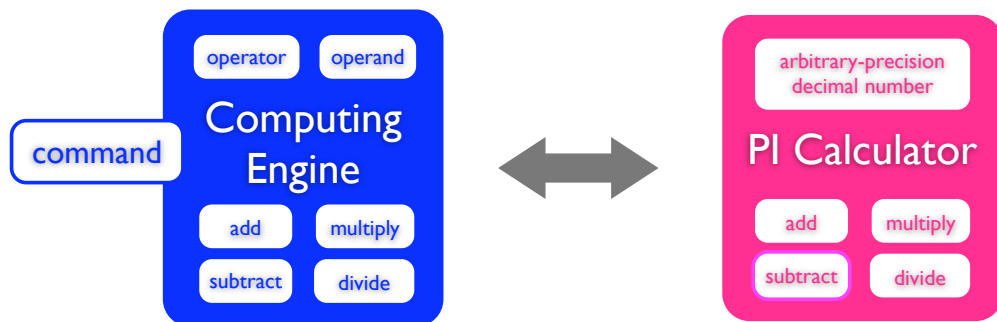 operator operand
Computing
Engine
command
add multiply
subtract divide
arbitrary-precision
decimal number
PI Calculator
add multiply
subtract divide